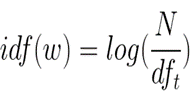 idf(w) = log(N/df_t)